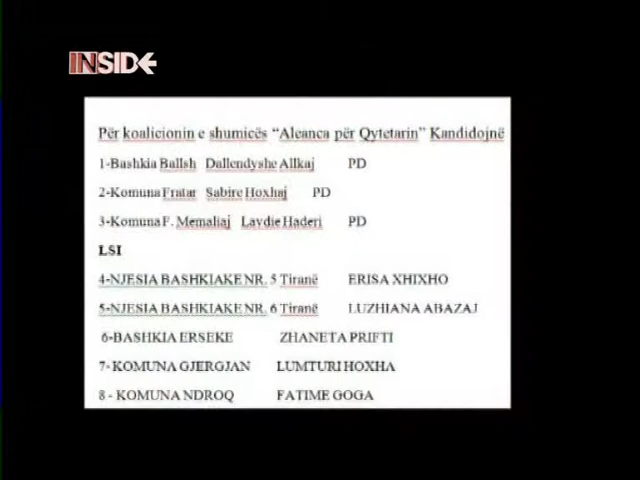 INSIDE
Për koalicionin e shumicës “Aleanca për Qytetarin” Kandidojnë
1-Bashkia Ballsh Dallendyshe Allkaj PD
2-Komuna Fratar Sabire Hoxhaj PD
3-Komuna F. Memaliaj Lavdie Haderi PD
LSI
4-NJESIA BASHKIAKE NR. 5 Tiranë ERISA XHIXHO
5-NJESIA BASHKIAKE NR. 6 Tiranë LUZHIANA ABAZAJ
6-BASHKIA ERSEKE ZHANETA PRIFTI
7-KOMUNA GJERGJAN LUMTURI HOXHA
8 - KOMUNA NDROQ FATIME GOGA